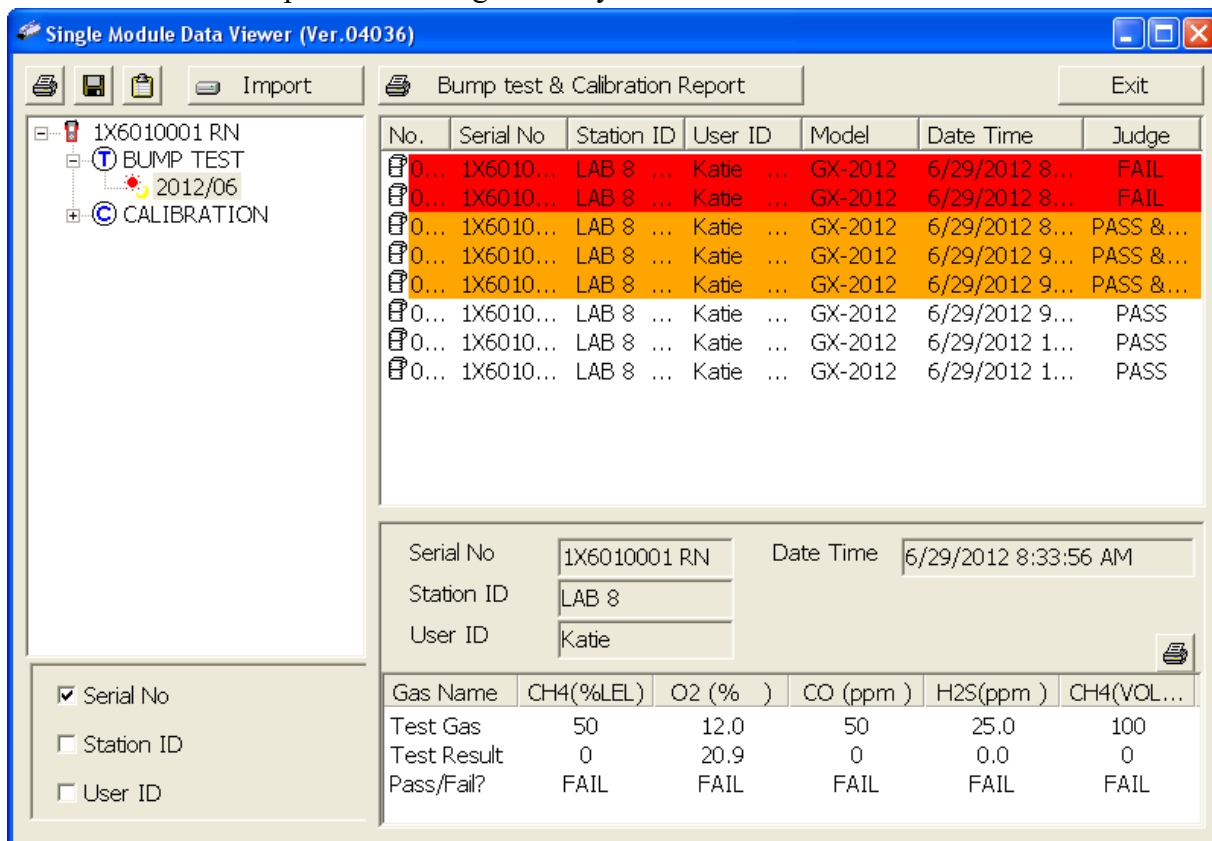 Single Module Data Viewer (Ver.04036)
Import
Bump test & Calibration Report
Exit
1X6010001 RN
T BUMP TEST
2012/06
C CALIBRATION
No. Serial No Station ID User ID Model Date Time Judge
0... 1X6010... LAB 8 ... Katie ... GX-2012 6/29/2012 8... FAIL
0... 1X6010... LAB 8 ... Katie ... GX-2012 6/29/2012 8... FAIL
0... 1X6010... LAB 8 ... Katie ... GX-2012 6/29/2012 8... PASS &...
0... 1X6010... LAB 8 ... Katie ... GX-2012 6/29/2012 9... PASS &...
0... 1X6010... LAB 8 ... Katie ... GX-2012 6/29/2012 9... PASS &...
0... 1X6010... LAB 8 ... Katie ... GX-2012 6/29/2012 9... PASS
0... 1X6010... LAB 8 ... Katie ... GX-2012 6/29/2012 1... PASS
0... 1X6010... LAB 8 ... Katie ... GX-2012 6/29/2012 1... PASS
Serial No 1X6010001 RN Date Time 6/29/2012 8:33:56 AM
Station ID LAB 8
User ID Katie
Serial No
Station ID
User ID
Gas Name CH4(%LEL) O2 (% ) CO (ppm ) H2S(ppm ) CH4(VOL...
Test Gas 50 12.0 50 25.0 100
Test Result 0 20.9 0 0.0 0
Pass/Fail? FAIL FAIL FAIL FAIL FAIL